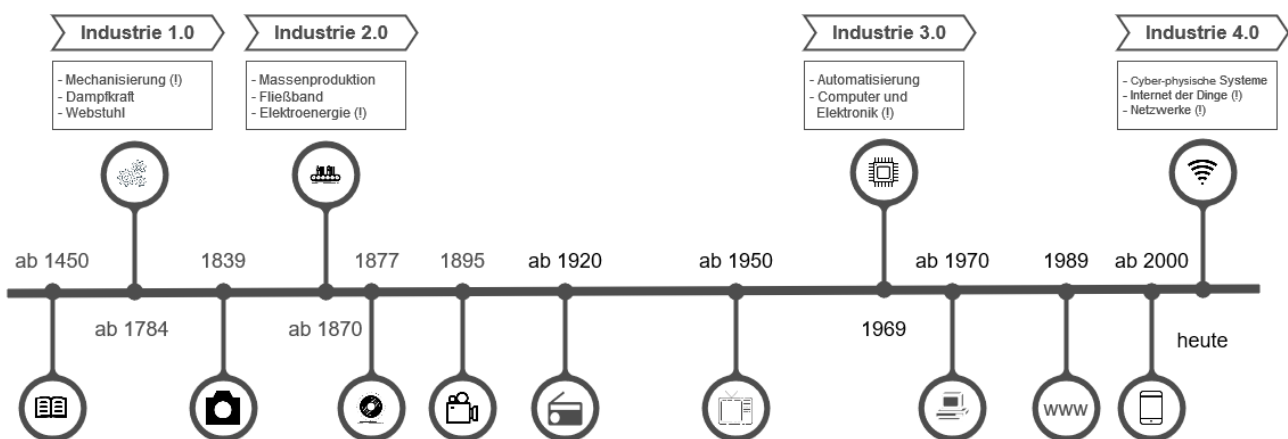 Industrie 1.0
Industrie 2.0
Industrie 3.0
Industrie 4.0
- Mechanisierung (!)
- Dampfkraft
- Webstuhl
- Massenproduktion
- Fließband
- Elektroenergie (!)
- Automatisierung
- Computer und
Elektronik (!)
- Cyber-physische Systeme
- Internet der Dinge (!)
- Netzwerke (!)
ab 1450
1839
1877
1895
ab 1920
ab 1950
ab 1970
1989
ab 2000
ab 1784
ab 1870
1969
heute
www